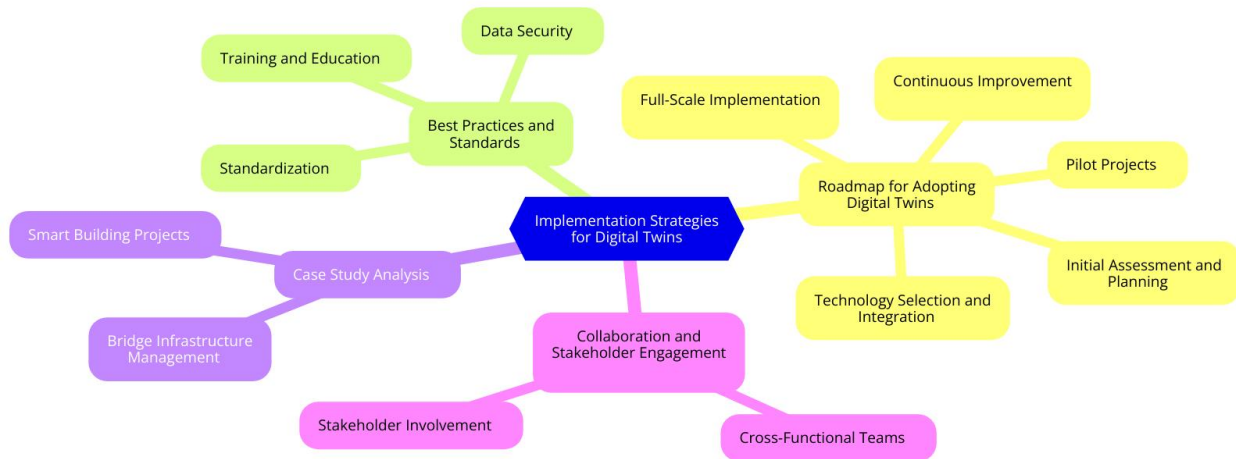 Data Security
Training and Education
Best Practices and
Standards
Standardization
Full-Scale Implementation
Continuous Improvement
Pilot Projects
Roadmap for Adopting
Digital Twins
Initial Assessment and
Planning
Technology Selection and
Integration
Implementation Strategies
for Digital Twins
Smart Building Projects
Case Study Analysis
Bridge Infrastructure
Management
Collaboration and
Stakeholder Engagement
Stakeholder Involvement
Cross-Functional Teams